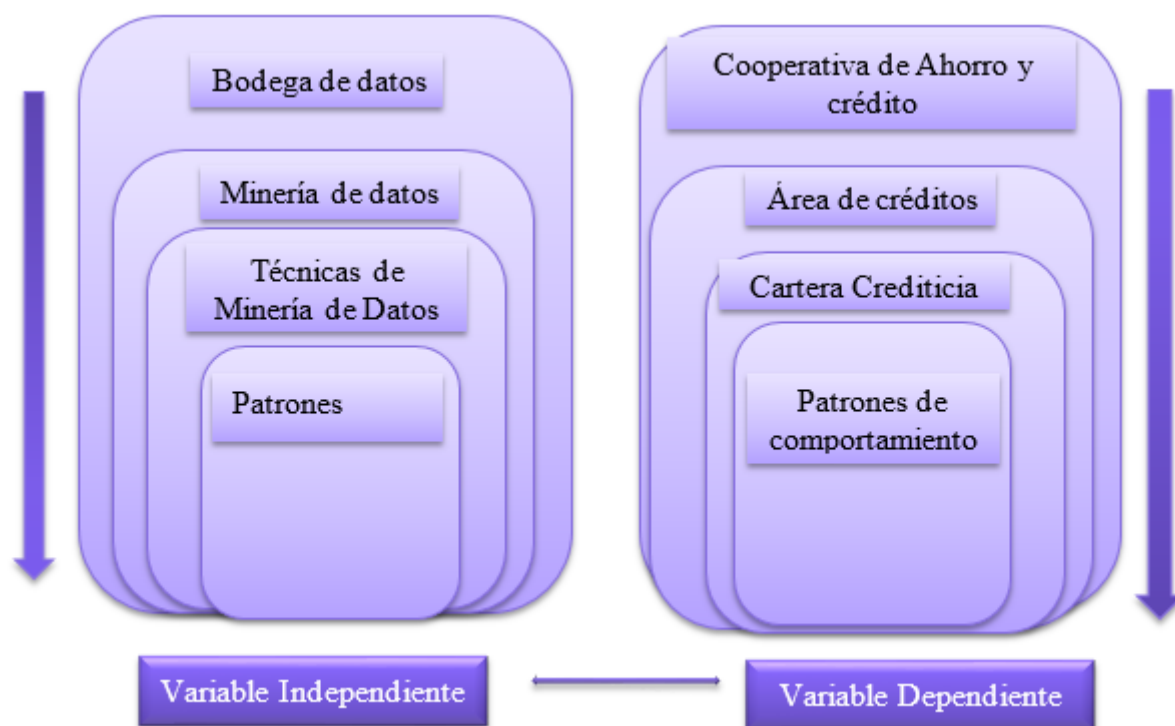 Bodega de datos
Minería de datos
Técnicas de
Minería de Datos
Patrones
Cooperativa de Ahorro y
crédito
Área de créditos
Cartera Crediticia
Patrones de
comportamiento
Variable Independiente
Variable Dependiente